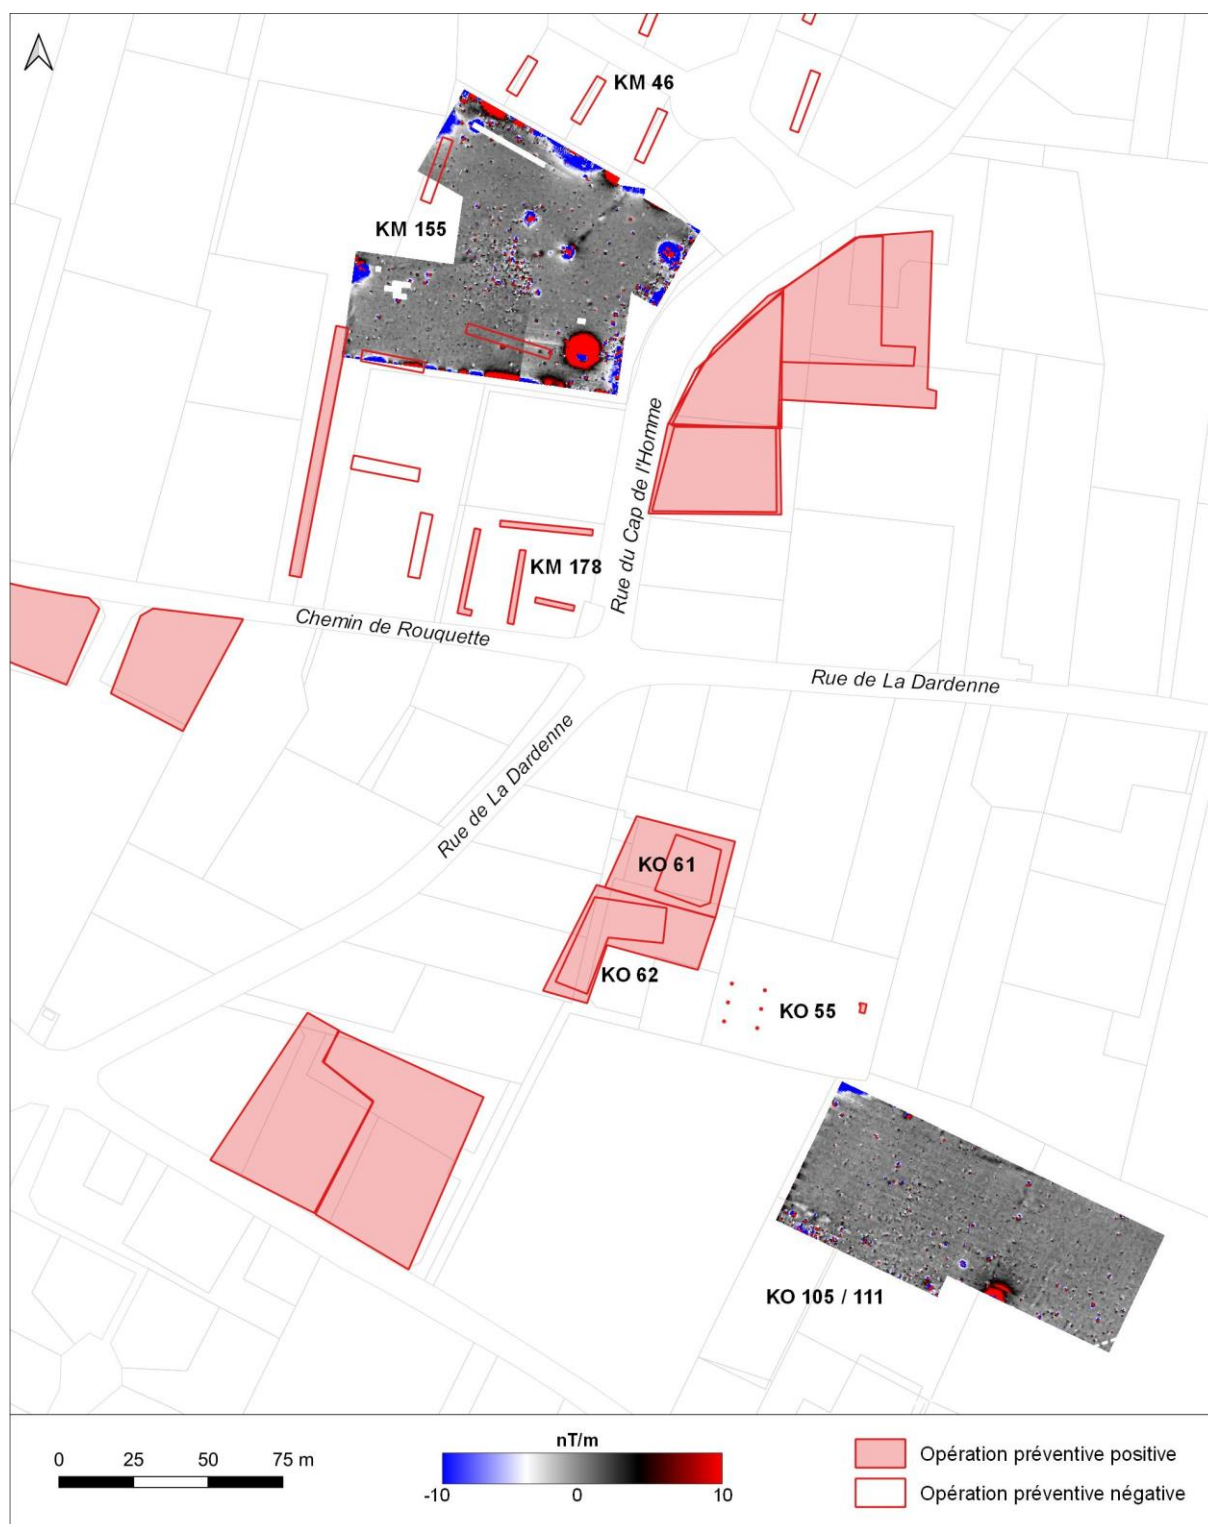 KM 46
KM 155
Rue du Cap de l'Homme
KM 178
Chemin de Rouquette
Rue de La Dardenne
Rue de La Dardenne
KO 61
KO 62
KO 55
KO 105 / 111
0 25 50 75 m
nT/m
-10 0 10
Opération préventive positive
Opération préventive négative